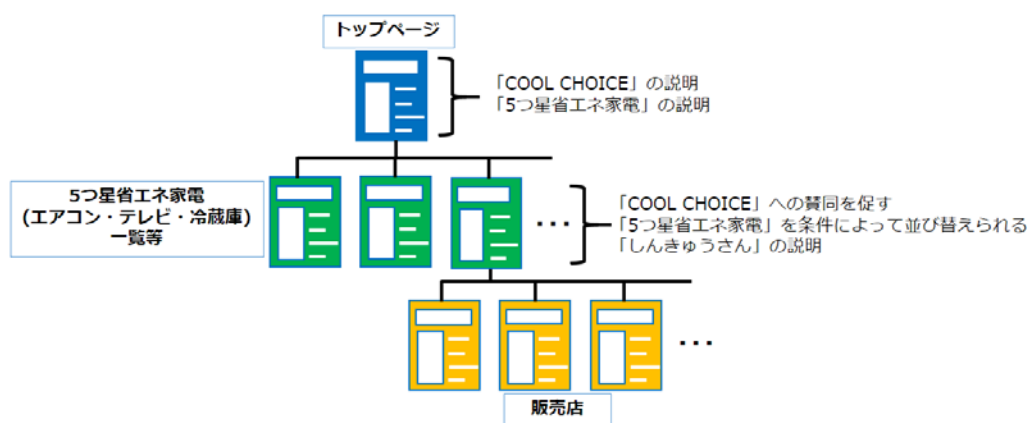 トップページ
「COOL CHOICE」の説明
「5つ星省エネ家電」の説明
5つ星省エネ家電
(エアコン・テレビ・冷蔵庫)
一覧等
...
「COOL CHOICE」への賛同を促す
「5つ星省エネ家電」を条件によって並び替えられる
「しんきゅうさん」の説明
...
販売店